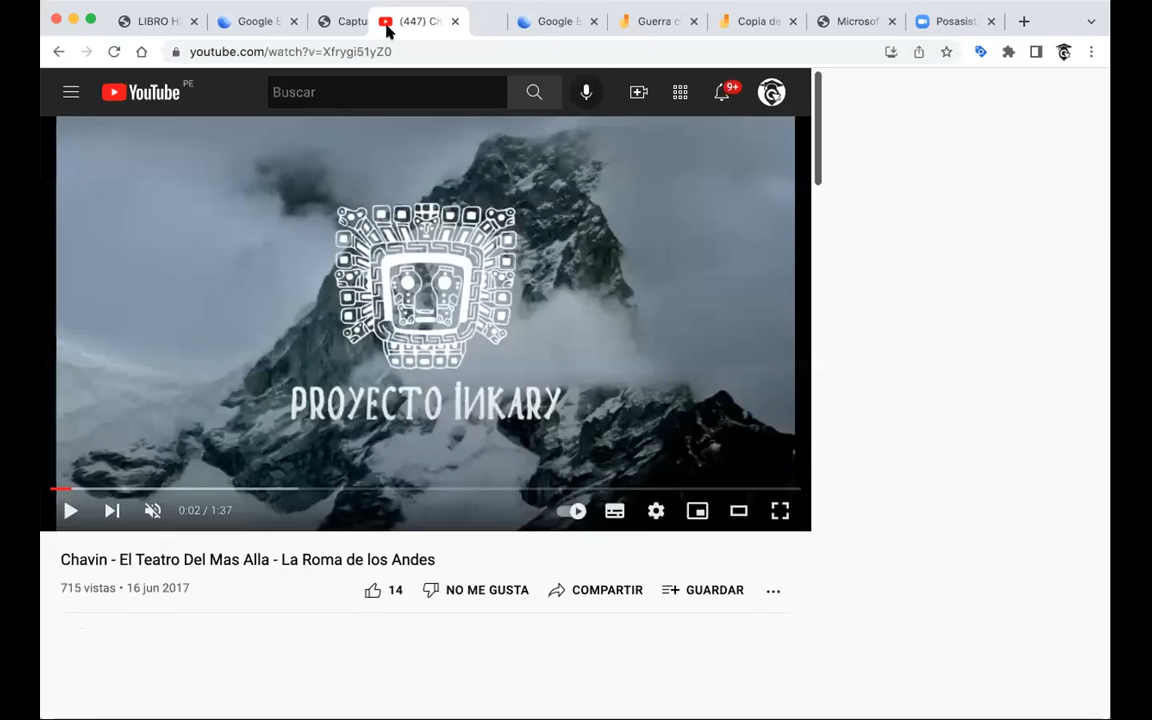 LIBRO H
Google E
Captu
(447) Ch
Google E
Guerra c
Copia de
Microsof
Posasist
youtube.com/watch?v=Xfrygi51yZ0
YouTube PE
Buscar
9+
PROYECTO INKARY
0:02 / 1:37
Chavin - El Teatro Del Mas Alla - La Roma de los Andes
715 vistas • 16 jun 2017
14
NO ME GUSTA
COMPARTIR
GUARDAR